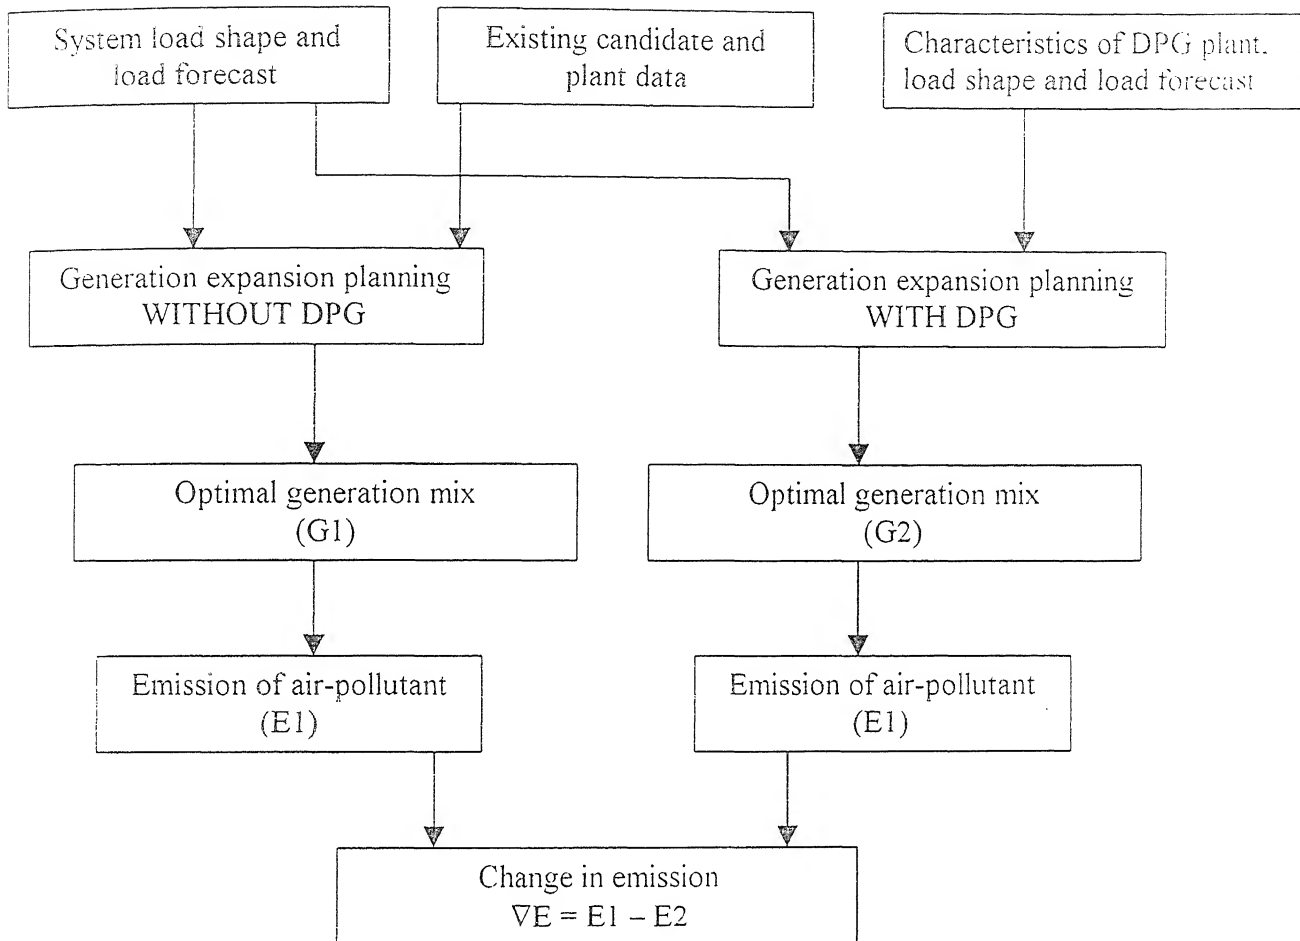 System load shape and
load forecast
Existing candidate and
plant data
Characteristics of DPG plant,
load shape and load forecast
Generation expansion planning
WITHOUT DPG
Generation expansion planning
WITH DPG
Optimal generation mix
(G1)
Optimal generation mix
(G2)
Emission of air-pollutant
(E1)
Emission of air-pollutant
(E1)
Change in emission
∇E = E1 – E2